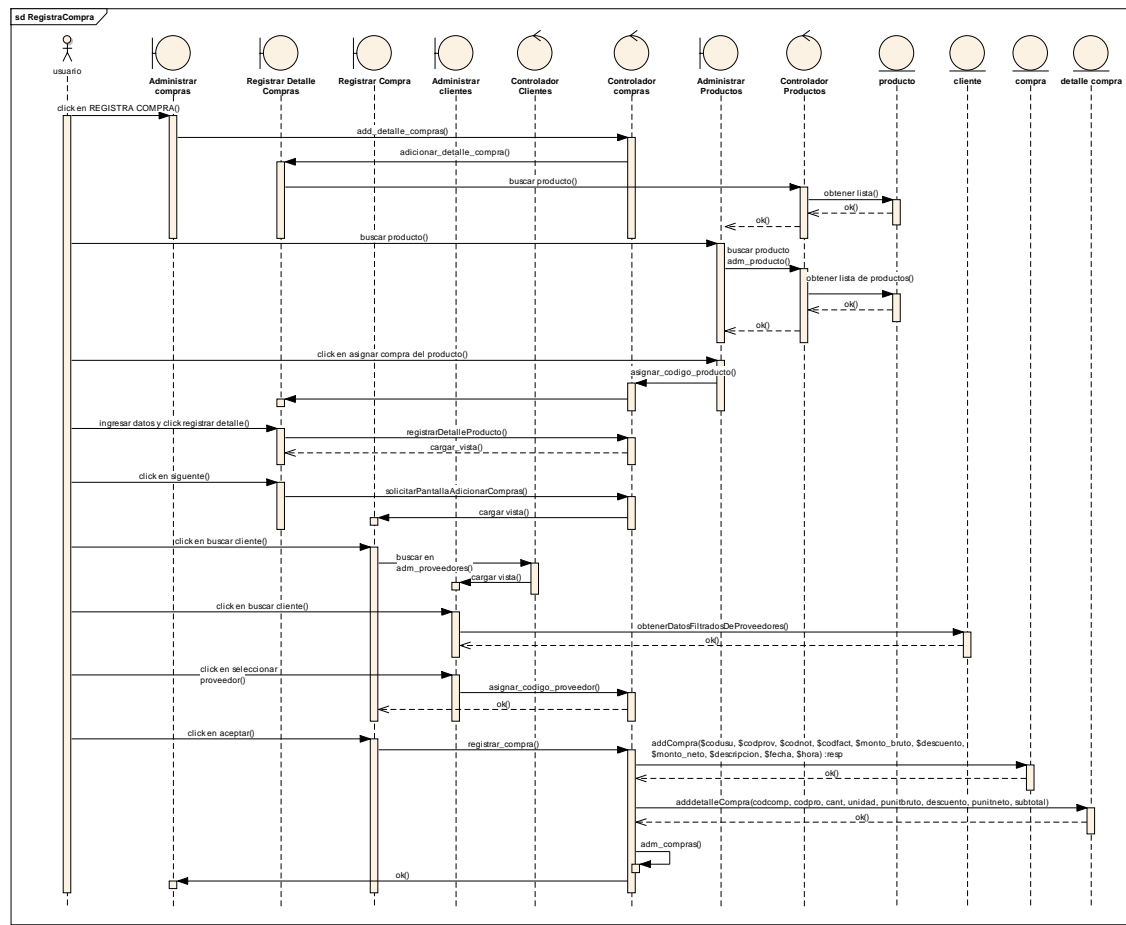 sd RegistraCompra
usuario
Administrar
compras
Registrar Detalle
Compras
Registrar Compra
Administrar
clientes
Controlador
Clientes
Controlador
compras
Administrar
Productos
Controlador
Productos
producto
cliente
compra
detalle compra
click en REGISTRA COMPRA()
add_detalle_compras()
adicionar_detalle_compra()
buscar producto()
obtener lista()
ok()
ok()
buscar producto()
buscar producto
adm_producto()
obtener lista de productos()
ok()
ok()
click en asignar compra del producto()
asignar_codigo_producto()
ingresar datos y click registrar detalle()
registrarDetalleProducto()
cargar_vista()
click en siguente()
solicitarPantallaAdicionarCompras()
cargar vista()
click en buscar cliente()
buscar en
adm_proveedores()
cargar vista()
click en buscar cliente()
obtenerDatosFiltradosDeProveedores()
ok()
click en seleccionar
proveedor()
asignar_codigo_proveedor()
ok()
click en aceptar()
registrar_compra()
addCompra($codusu, $codprov, $codnot, $codfact, $monto_bruto, $descuento,
$monto_neto, $descripcion, $fecha, $hora) :resp
ok()
adddetalleCompra(codcomp, codpro, cant, unidad, punitbruto, descuento, punitneto, subtotal)
ok()
adm_compras()
ok()